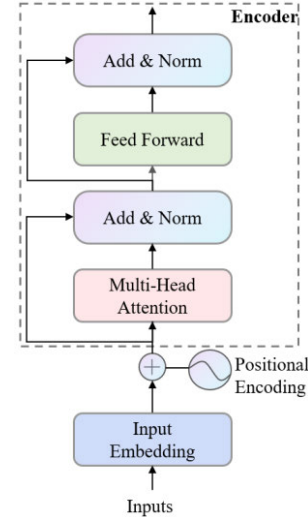 Encoder
Add & Norm
Feed Forward
Add & Norm
Multi-Head
Attention
Positional
Encoding
Input
Embedding
Inputs